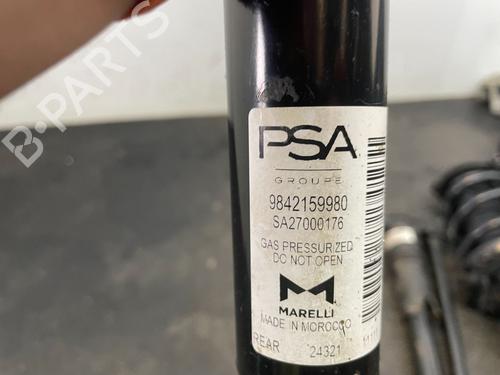 B-PARTS
PSA
GROUPE
9842159980
SA27000176
GAS PRESSURIZED
DO NOT OPEN
MARELLI
MADE IN MOROCCO
REAR 24321